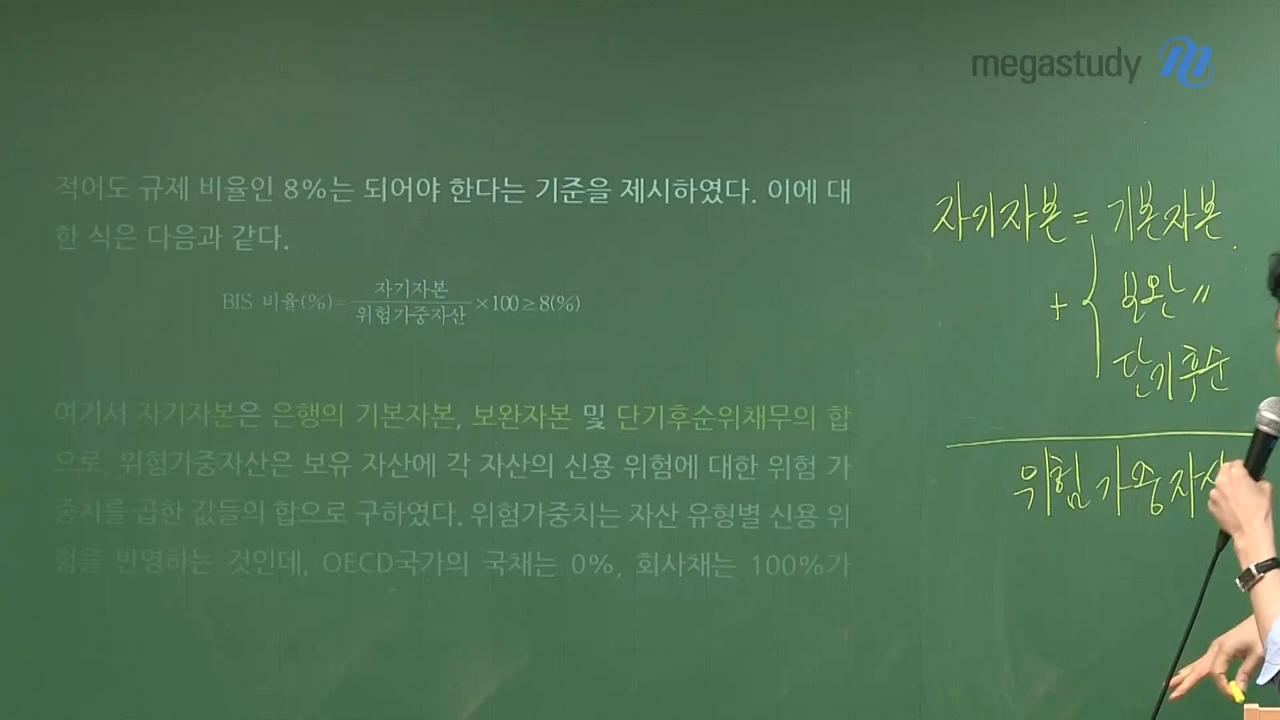 megastudy
적어도 규제 비율인 8%는 되어야 한다는 기준을 제시하였다. 이에 대
한 식은 다음과 같다.
BIS 비율(%)=자기자본/위험가중자산×100≥8(%)
여기서 자기자본은 은행의 기본자본, 보완자본 및 단기후순위채무의 합
으로, 위험가중자산은 보유 자산에 각 자산의 신용 위험에 대한 위험 가
중치를 곱한 값들의 합으로 구하였다. 위험가중치는 자산 유형별 신용 위
험을 반영하는 것인데, OECD국가의 국채는 0%, 회사채는 100%가
자기자본 = 기본자본
+ 보완 〃
단기후순
위험가중자산